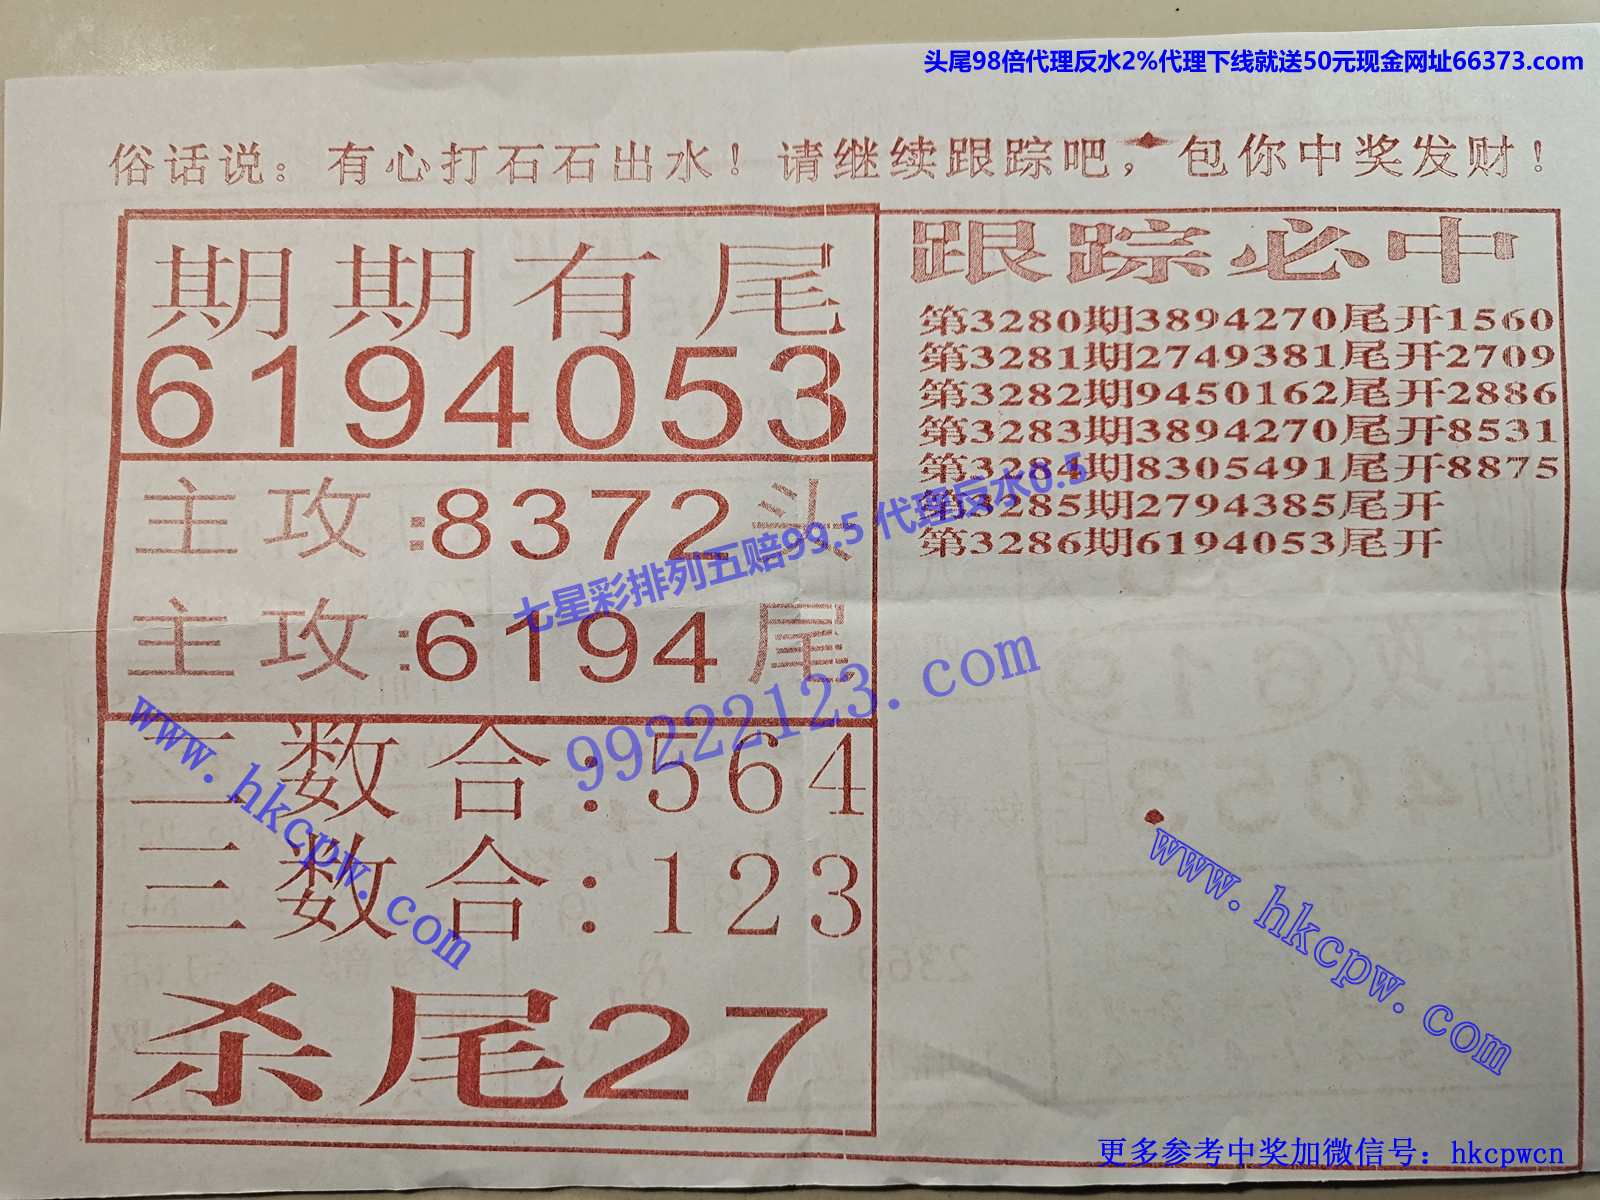 头尾98倍代理反水2%代理下线就送50元现金网址66373.com
俗话说：有心打石石出水！请继续跟踪吧，包你中奖发财！
期期有尾
6194053
主攻:8372头
主攻:6194尾
二数合:564
三数合:123
杀尾27
跟踪必中
第3280期3894270尾开1560
第3281期2749381尾开2709
第3282期9450162尾开2886
第3283期3894270尾开8531
第3284期8305491尾开8875
第3285期2794385尾开
第3286期6194053尾开
七星彩排列五赔99.5 代理反水0.5
99222123.com
www.hkcpw.com
www.hkcpw.com
更多参考中奖加微信号：hkcpwcn